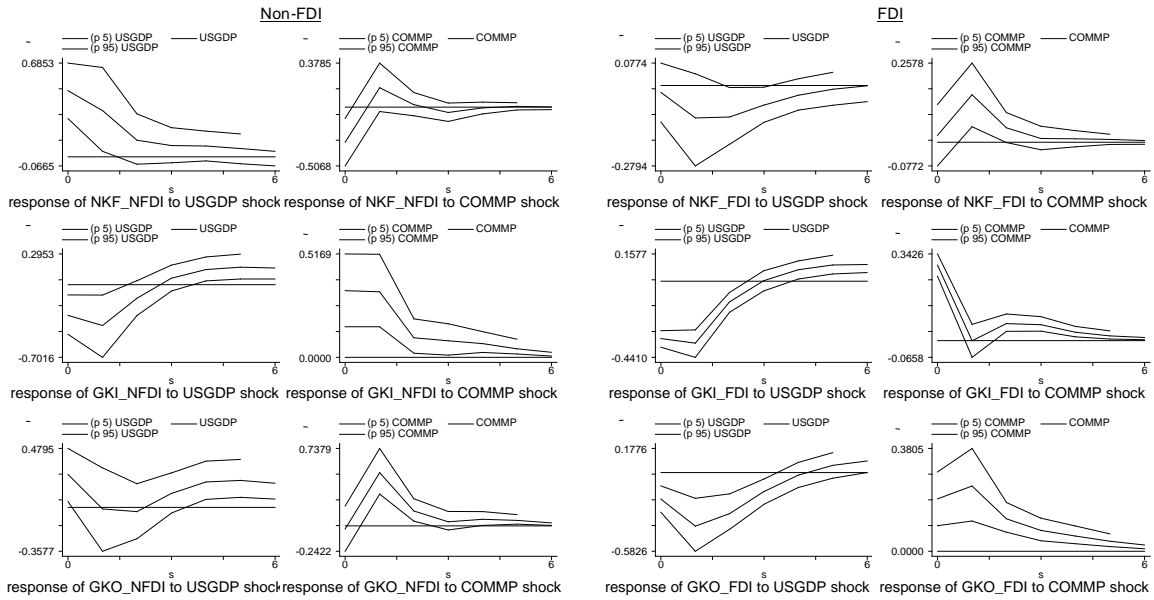 Non-FDI
FDI
(p 5) USGDP USGDP
(p 95) USGDP
0.6853
-0.0665
0 6
s
response of NKF_NFDI to USGDP shock
(p 5) COMMP COMMP
(p 95) COMMP
0.3785
-0.5068
0 6
s
response of NKF_NFDI to COMMP shock
(p 5) USGDP USGDP
(p 95) USGDP
0.0774
-0.2794
0 6
s
response of NKF_FDI to USGDP shock
(p 5) COMMP COMMP
(p 95) COMMP
0.2578
-0.0772
0 6
s
response of NKF_FDI to COMMP shock
(p 5) USGDP USGDP
(p 95) USGDP
0.2953
-0.7016
0 6
s
response of GKI_NFDI to USGDP shock
(p 5) COMMP COMMP
(p 95) COMMP
0.5169
0.0000
0 6
s
response of GKI_NFDI to COMMP shock
(p 5) USGDP USGDP
(p 95) USGDP
0.1577
-0.4410
0 6
s
response of GKI_FDI to USGDP shock
(p 5) COMMP COMMP
(p 95) COMMP
0.3426
-0.0658
0 6
s
response of GKI_FDI to COMMP shock
(p 5) USGDP USGDP
(p 95) USGDP
0.4795
-0.3577
0 6
s
response of GKO_NFDI to USGDP shock
(p 5) COMMP COMMP
(p 95) COMMP
0.7379
-0.2422
0 6
s
response of GKO_NFDI to COMMP shock
(p 5) USGDP USGDP
(p 95) USGDP
0.1776
-0.5826
0 6
s
response of GKO_FDI to USGDP shock
(p 5) COMMP COMMP
(p 95) COMMP
0.3805
0.0000
0 6
s
response of GKO_FDI to COMMP shock